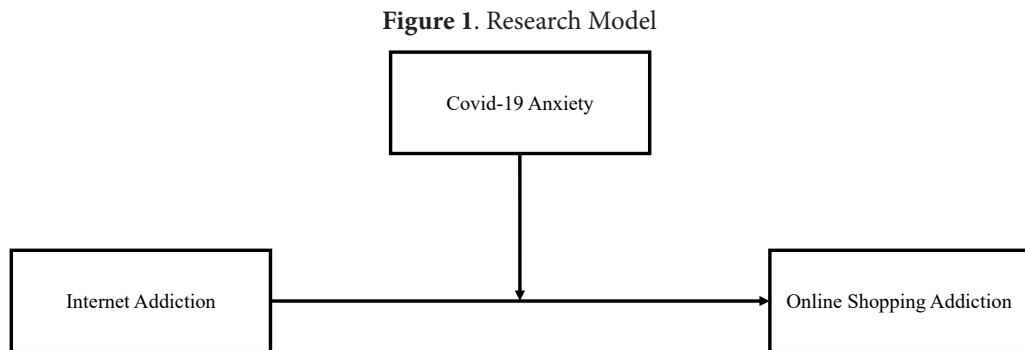 Figure 1. Research Model
Covid-19 Anxiety
Internet Addiction
Online Shopping Addiction